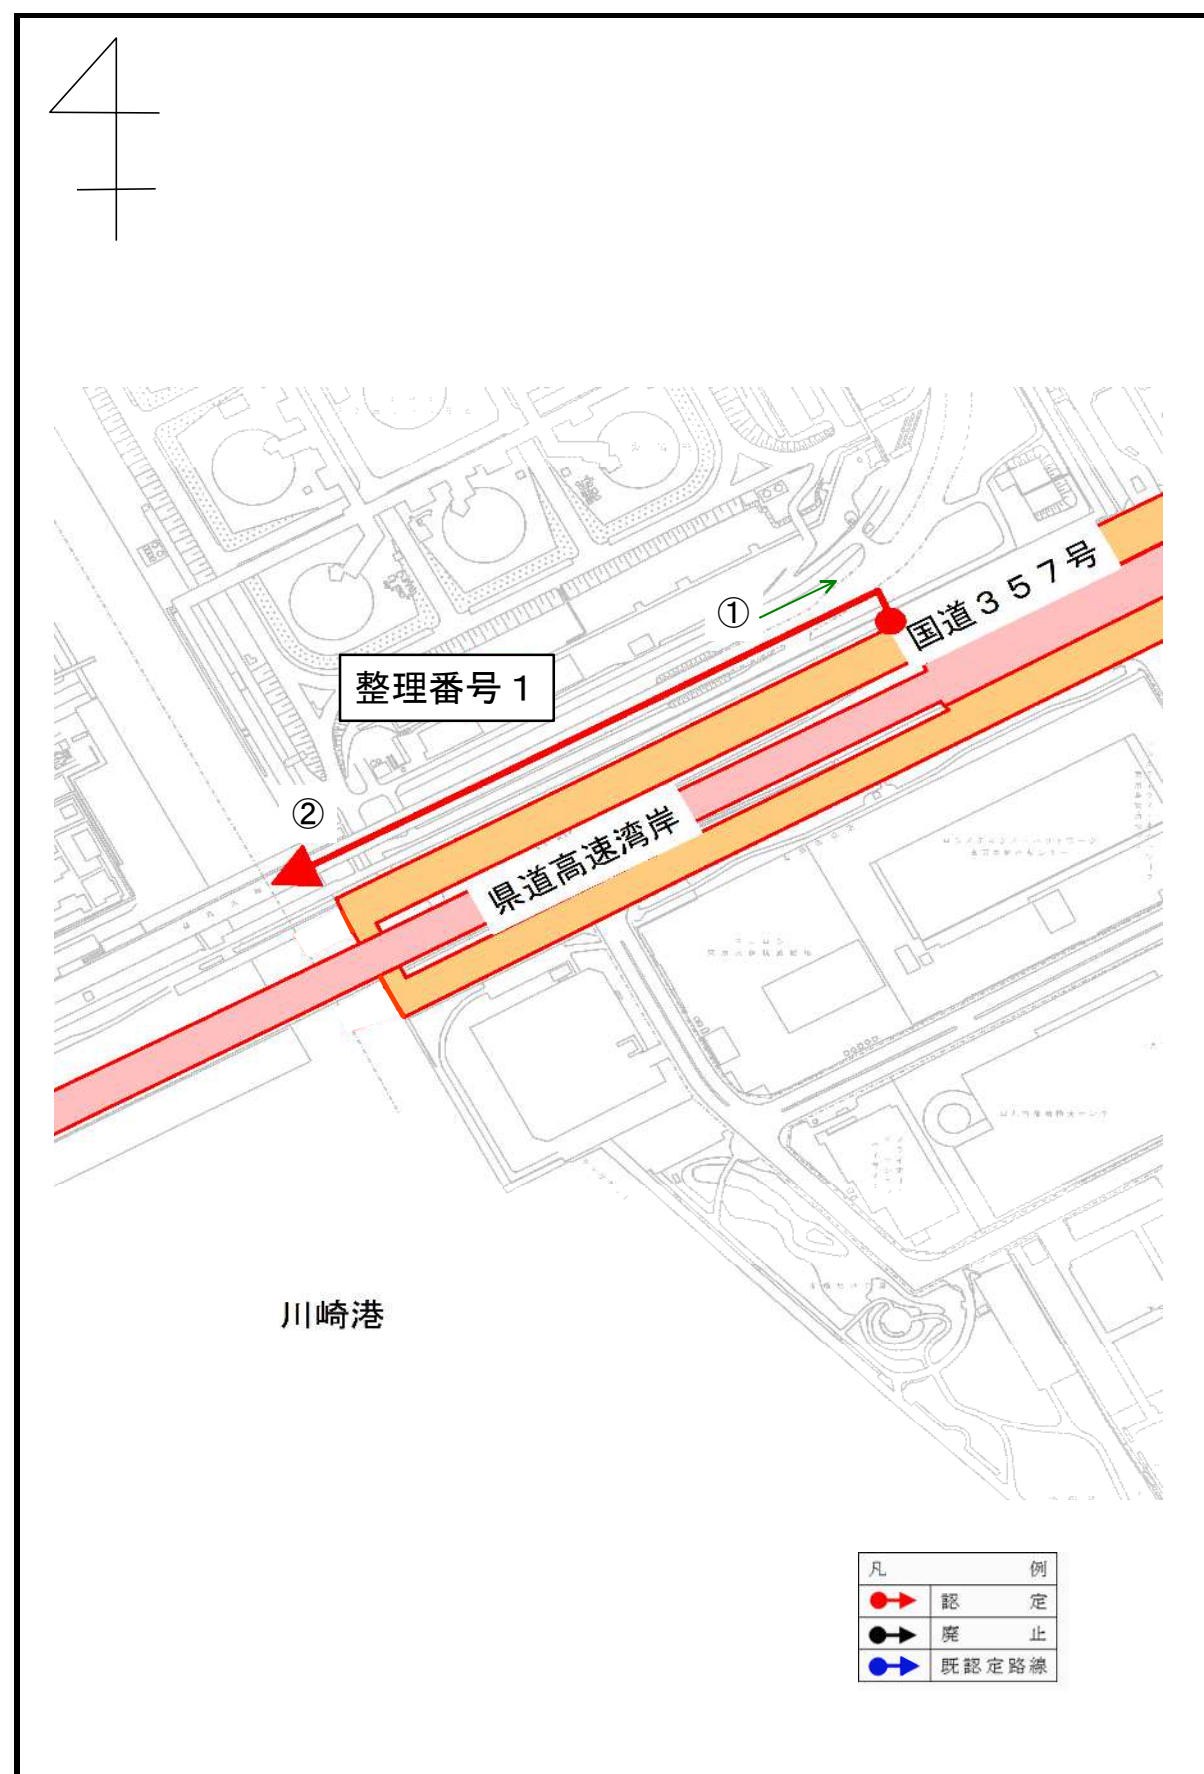 国道３５７号
①
整理番号１
②
県道高速湾岸
川崎港
凡例
認定
廃止
既認定路線